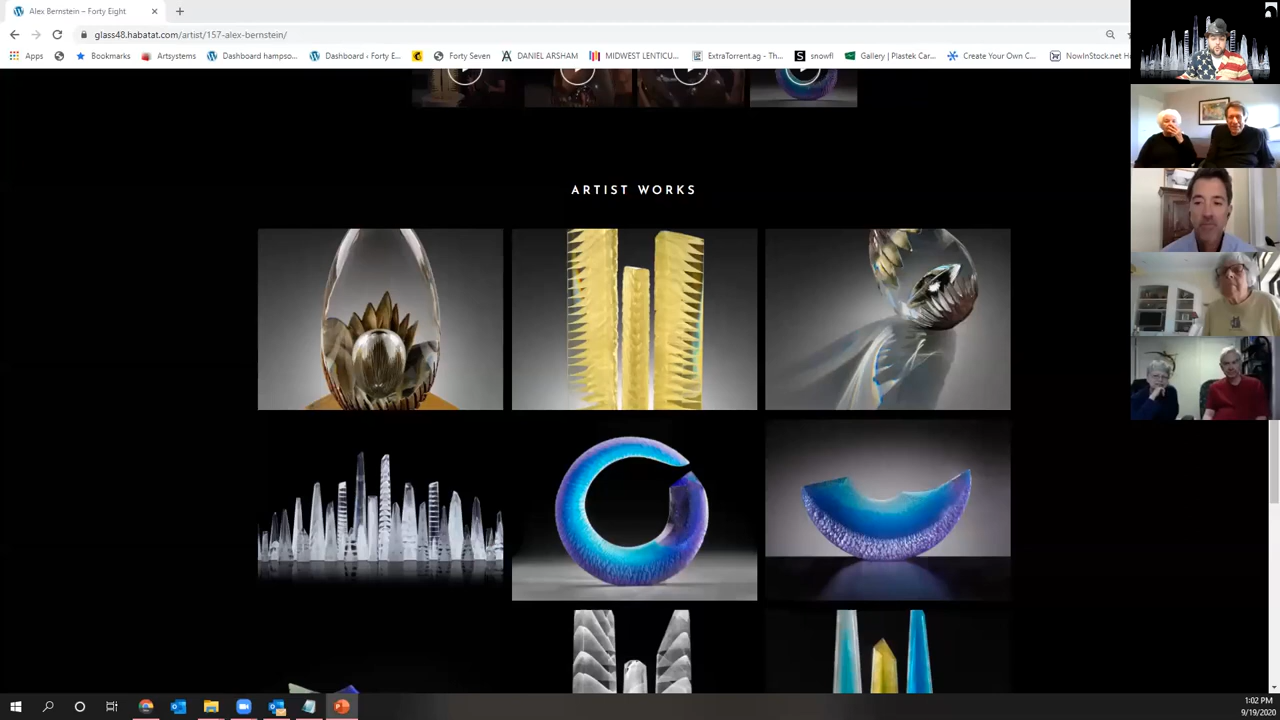 Alex Bernstein – Forty Eight
glass48.habatat.com/artist/157-alex-bernstein/
Apps
Bookmarks
Artsystems
Dashboard hampso...
Dashboard ‹ Forty E...
Forty Seven
DANIEL ARSHAM
MIDWEST LENTICU...
ExtraTorrent.ag - Th...
snowfl
Gallery | Plastek Car...
Create Your Own C...
NowInStock.net Ho
ARTIST WORKS
1:02 PM
9/19/2020